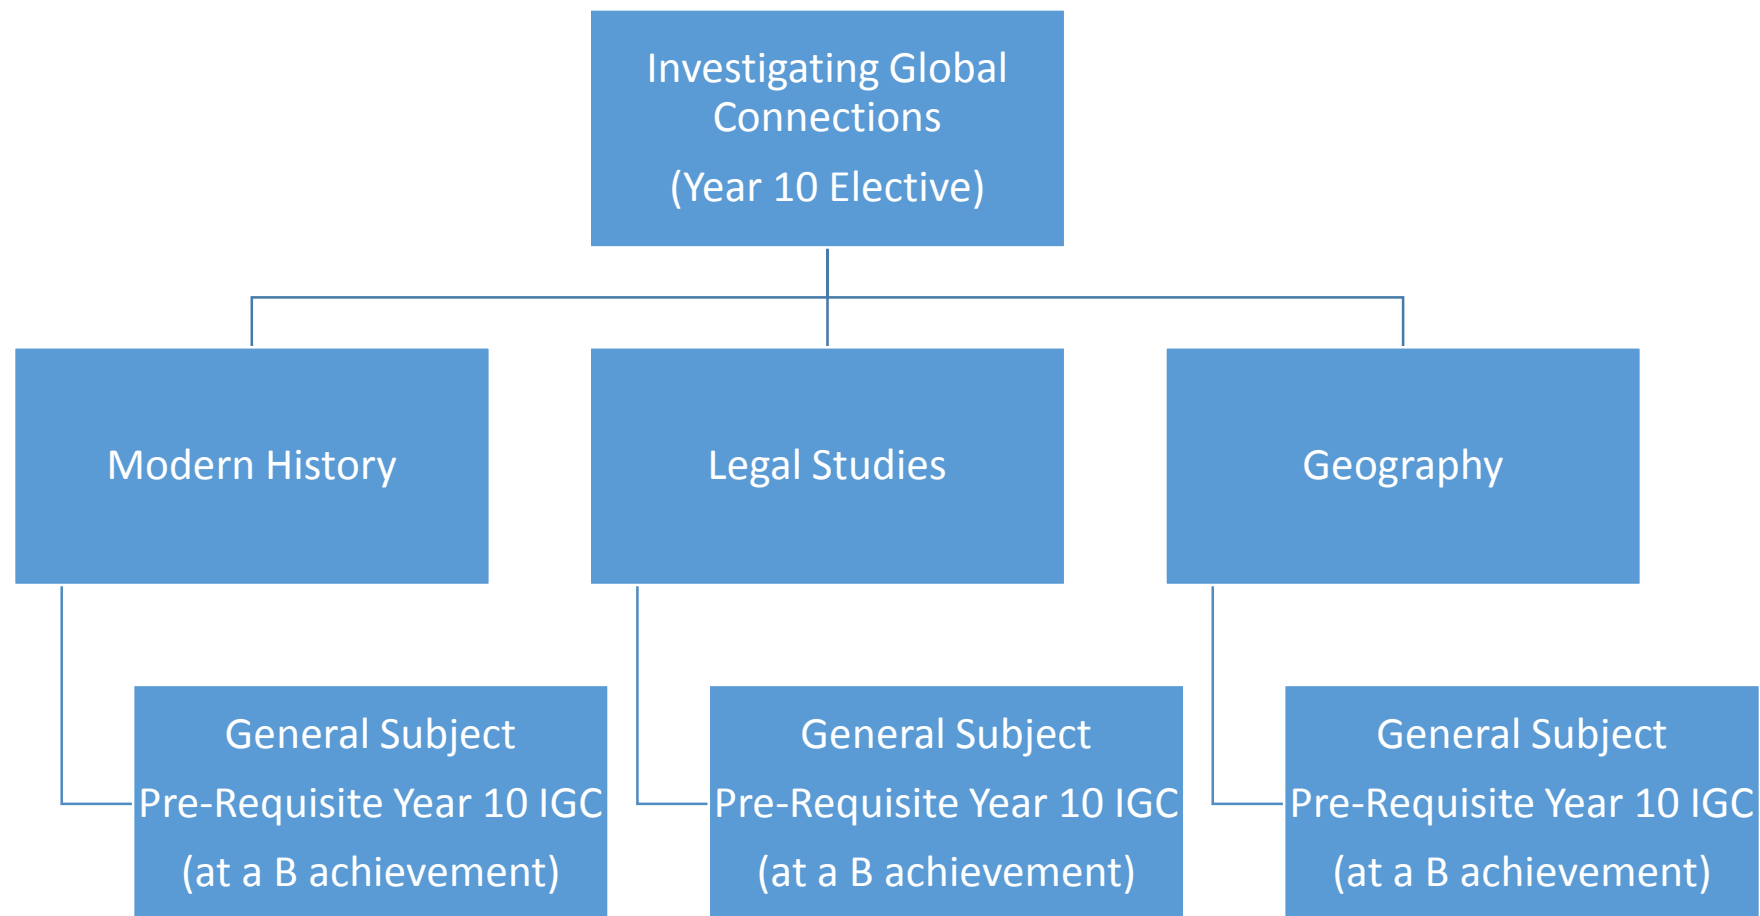 Investigating Global
Connections
(Year 10 Elective)
Modern History
Legal Studies
Geography
General Subject
Pre-Requisite Year 10 IGC
(at a B achievement)
General Subject
Pre-Requisite Year 10 IGC
(at a B achievement)
General Subject
Pre-Requisite Year 10 IGC
(at a B achievement)